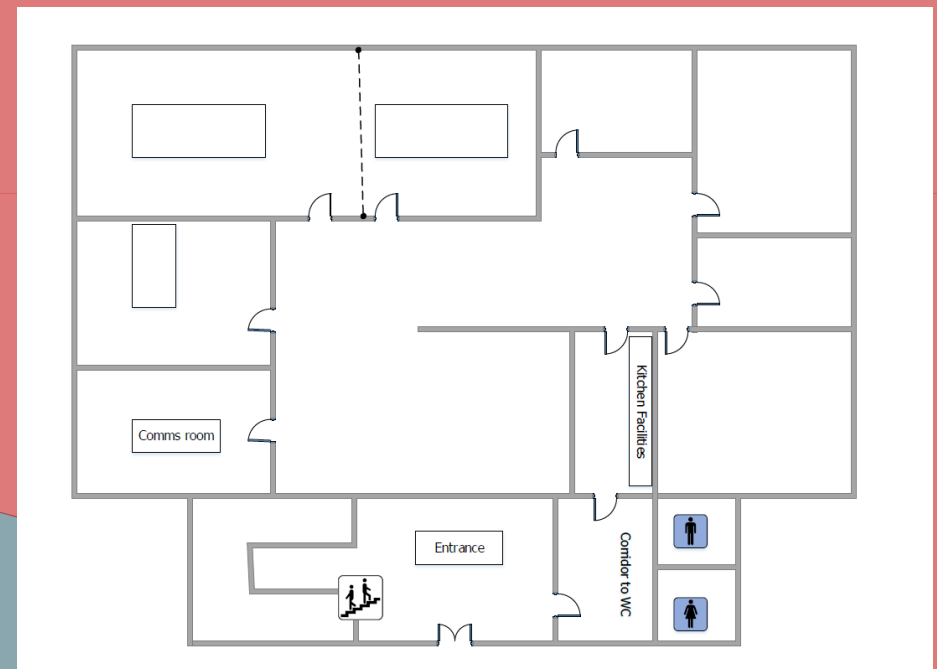 Comms room
Kitchen Facilities
Entrance
Corridor to WC